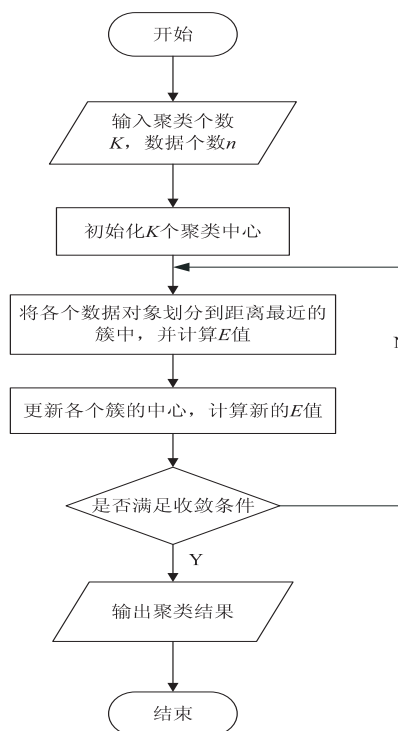 开始
输入聚类个数
K，数据个数n
初始化K个聚类中心
将各个数据对象划分到距离最近的
簇中，并计算E值
更新各个簇的中心，计算新的E值
是否满足收敛条件
Y
输出聚类结果
结束